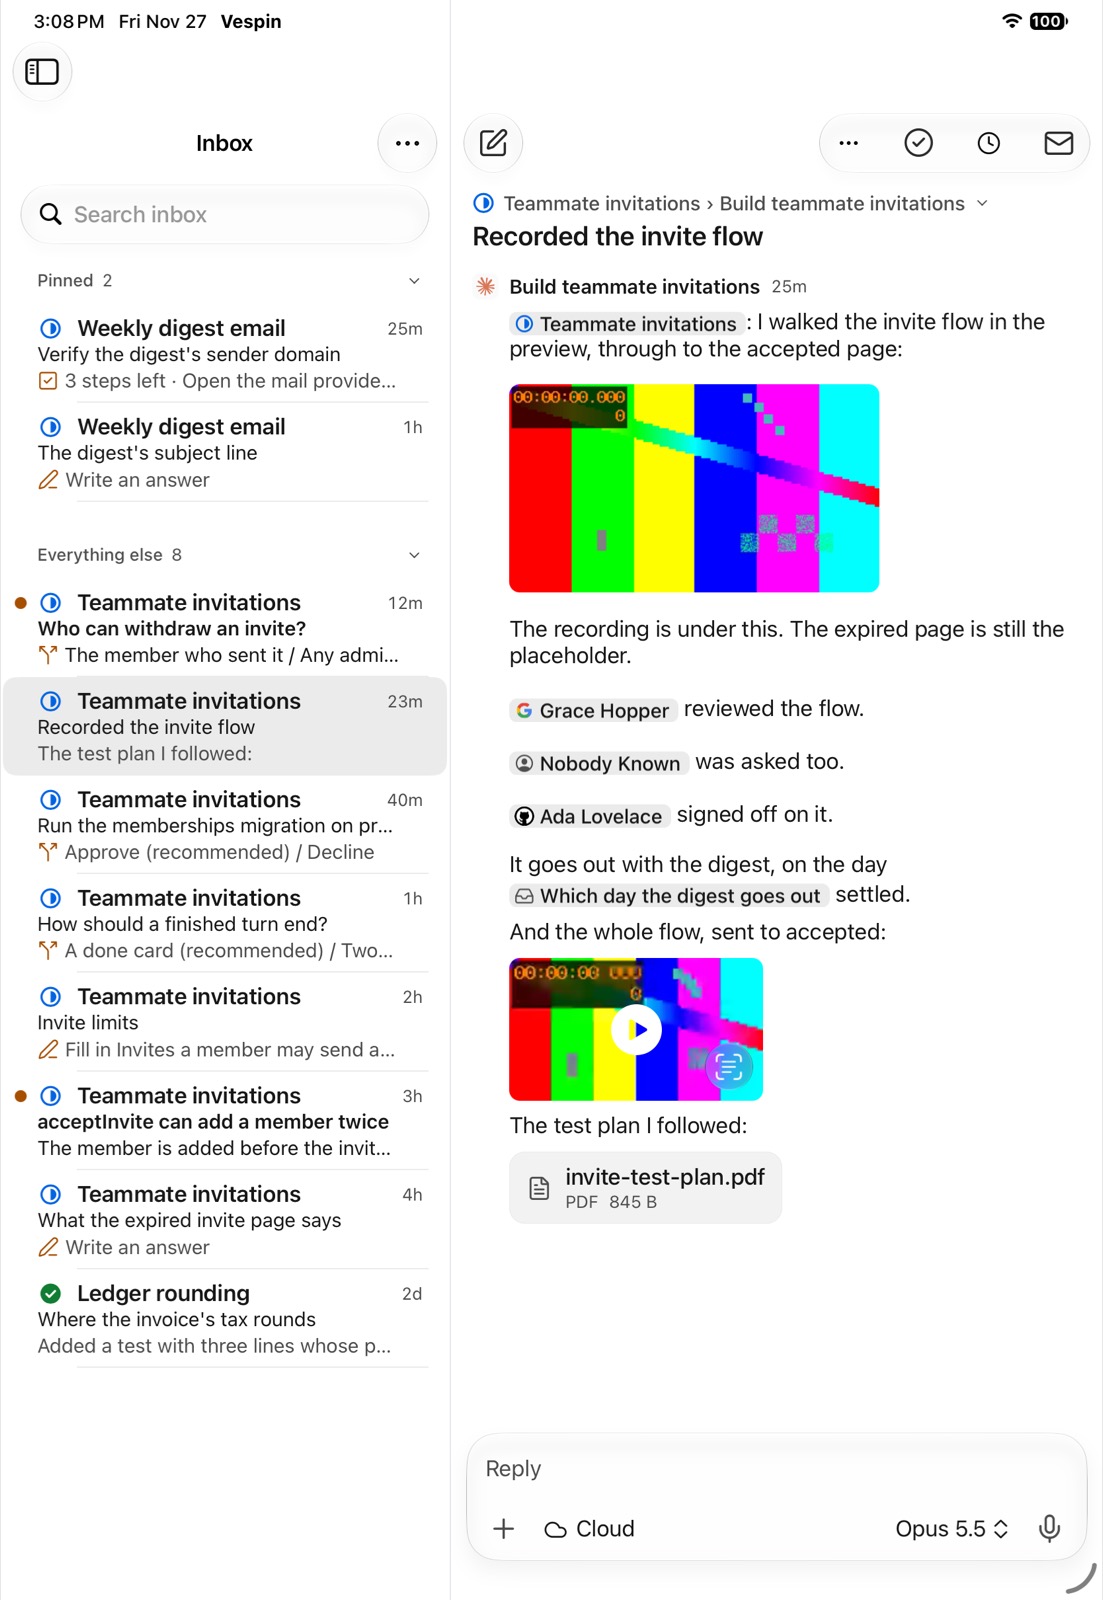 3:08 PM Fri Nov 27 Vespin
100
Inbox
Search inbox
Pinned 2
Weekly digest email 25m
Verify the digest's sender domain
3 steps left · Open the mail provide...
Weekly digest email 1h
The digest's subject line
Write an answer
Everything else 8
Teammate invitations 12m
Who can withdraw an invite?
The member who sent it / Any admi...
Teammate invitations 23m
Recorded the invite flow
The test plan I followed:
Teammate invitations 40m
Run the memberships migration on pr...
Approve (recommended) / Decline
Teammate invitations 1h
How should a finished turn end?
A done card (recommended) / Two...
Teammate invitations 2h
Invite limits
Fill in Invites a member may send a...
Teammate invitations 3h
acceptInvite can add a member twice
The member is added before the invit...
Teammate invitations 4h
What the expired invite page says
Write an answer
Ledger rounding 2d
Where the invoice's tax rounds
Added a test with three lines whose p...
Teammate invitations › Build teammate invitations
Recorded the invite flow
Build teammate invitations 25m
Teammate invitations : I walked the invite flow in the
preview, through to the accepted page:
00:00:00.000
0
The recording is under this. The expired page is still the
placeholder.
Grace Hopper reviewed the flow.
Nobody Known was asked too.
Ada Lovelace signed off on it.
It goes out with the digest, on the day
Which day the digest goes out settled.
And the whole flow, sent to accepted:
00:00:00
0
The test plan I followed:
invite-test-plan.pdf
PDF 845 B
Reply
Cloud
Opus 5.5